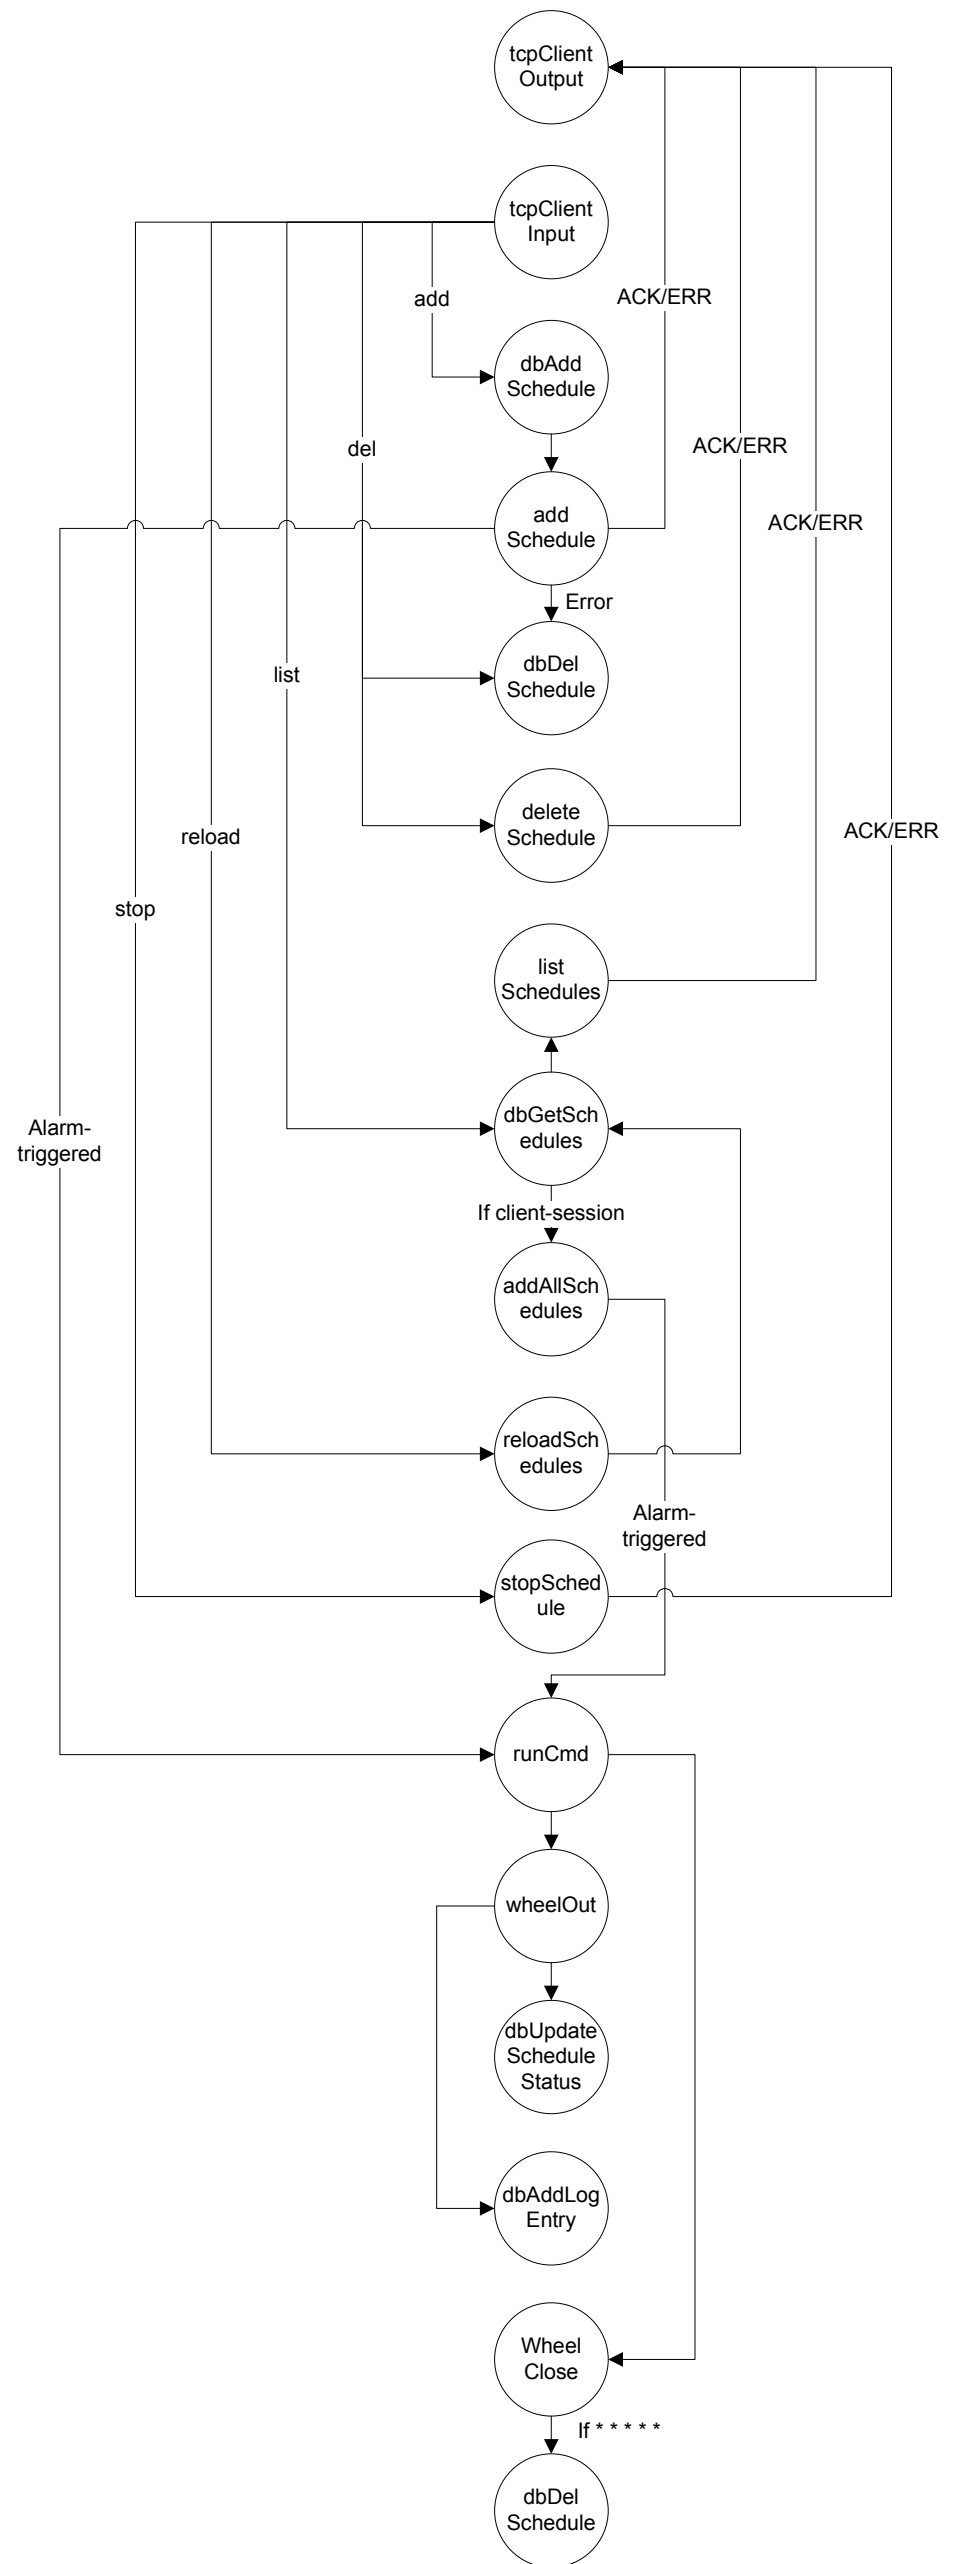 tcpClient
Output
tcpClient
Input
add
ACK/ERR
dbAdd
Schedule
del
ACK/ERR
add
Schedule
ACK/ERR
Error
list
dbDel
Schedule
reload
delete
Schedule
ACK/ERR
stop
list
Schedules
Alarm-
triggered
dbGetSch
edules
If client-session
addAllSch
edules
reloadSch
edules
Alarm-
triggered
stopSched
ule
runCmd
wheelOut
dbUpdate
Schedule
Status
dbAddLog
Entry
Wheel
Close
If * * * * *
dbDel
Schedule